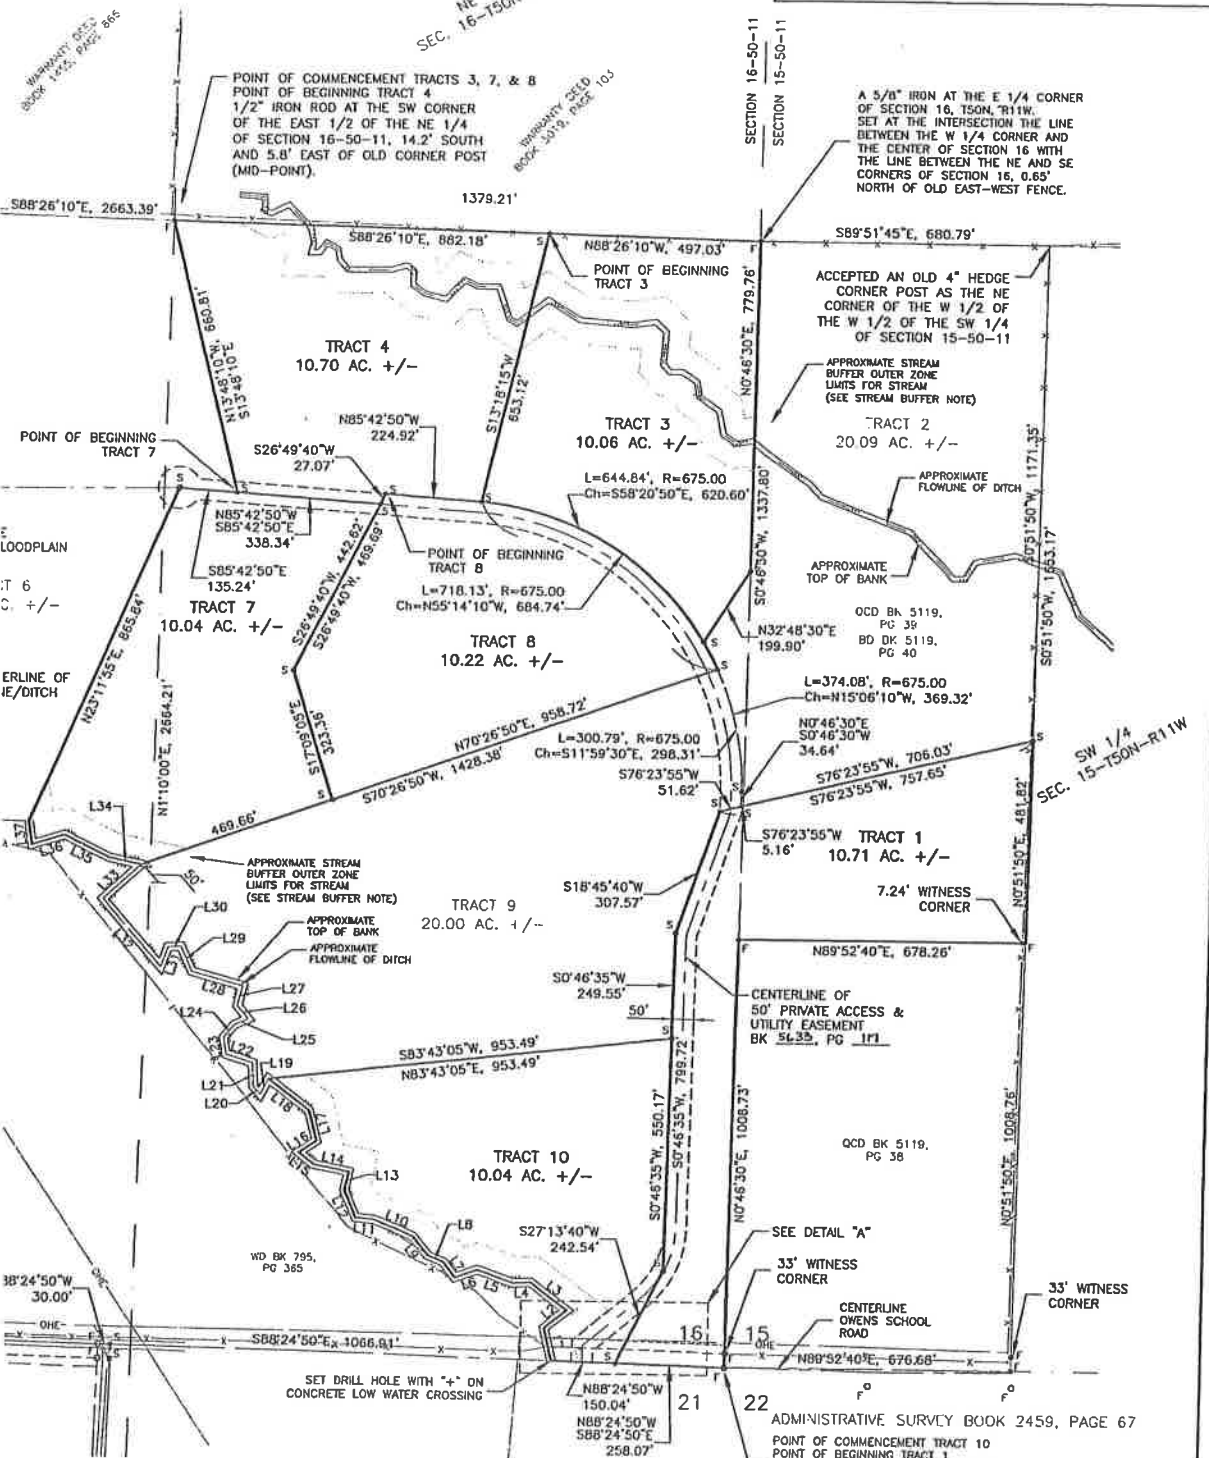 NE
SEC. 16-T50N
WARRANTY DEED
BOOK 1455, PAGE 865
WARRANTY DEED
BOOK 3019, PAGE 103
SECTION 16-50-11
SECTION 15-50-11
POINT OF COMMENCEMENT TRACTS 3, 7, & 8
POINT OF BEGINNING TRACT 4
1/2" IRON ROD AT THE SW CORNER
OF THE EAST 1/2 OF THE NE 1/4
OF SECTION 16-50-11, 14.2' SOUTH
AND 5.8' EAST OF OLD CORNER POST
(MID-POINT).
A 5/8" IRON AT THE E 1/4 CORNER
OF SECTION 16, T50N, R11W.
SET AT THE INTERSECTION THE LINE
BETWEEN THE W 1/4 CORNER AND
THE CENTER OF SECTION 16 WITH
THE LINE BETWEEN THE NE AND SE
CORNERS OF SECTION 16, 0.65'
NORTH OF OLD EAST-WEST FENCE.
S88°26'10"E, 2663.39'
1379.21'
S88°26'10"E, 882.18'
N88°26'10"W, 497.03'
S89°51'45"E, 680.79'
POINT OF BEGINNING
TRACT 3
ACCEPTED AN OLD 4" HEDGE
CORNER POST AS THE NE
CORNER OF THE W 1/2 OF
THE W 1/2 OF THE SW 1/4
OF SECTION 15-50-11
N13°48'10"W, 660.81'
S13°48'10"E
TRACT 4
10.70 AC. +/-
S13°18'15"W
653.12'
N0°46'30"E, 779.76'
APPROXIMATE STREAM
BUFFER OUTER ZONE
LIMITS FOR STREAM
(SEE STREAM BUFFER NOTE)
TRACT 3
10.06 AC. +/-
TRACT 2
20.09 AC. +/-
N85°42'50"W
224.92'
POINT OF BEGINNING
TRACT 7
S26°49'40"W
27.07'
L=644.84', R=675.00
Ch=S58°20'50"E, 620.60'
APPROXIMATE
FLOWLINE OF DITCH
S0°51'50"W, 1171.35'
S0°51'50"W, 1653.17'
S0°46'30"W, 1337.80'
N85°42'50"W
S85°42'50"E
338.34'
S26°49'40"W, 442.62'
S26°49'40"W, 469.69'
POINT OF BEGINNING
TRACT 8
LOODPLAIN
S85°42'50"E
135.24'
L=718.13', R=675.00
Ch=N55°14'10"W, 684.74'
APPROXIMATE
TOP OF BANK
T 6
C. +/-
TRACT 7
10.04 AC. +/-
TRACT 8
10.22 AC. +/-
QCD BK 5119,
PG 39
BD DK 5119,
PG 40
N32°48'30"E
199.90'
N23°11'55"E, 865.84'
ERLINE OF
IE/DITCH
N1°10'00"E, 2664.21'
S17°09'05"E
323.36'
N70°26'50"E, 958.72'
S70°26'50"W, 1428.38'
469.66'
L=374.08', R=675.00
Ch=N15°06'10"W, 369.32'
L=300.79', R=675.00
Ch=S11°59'30"E, 298.31'
N0°46'30"E
S0°46'30"W
34.64'
S76°23'55"W, 706.03'
S76°23'55"W, 757.65'
SW 1/4
SEC. 15-T50N-R11W
S76°23'55"W
51.62'
L34
L37
L36
L35
L33
50'
S76°23'55"W
5.16'
TRACT 1
10.71 AC. +/-
N0°51'50"E, 481.82'
APPROXIMATE STREAM
BUFFER OUTER ZONE
LIMITS FOR STREAM
(SEE STREAM BUFFER NOTE)
S18°45'40"W
307.57'
7.24' WITNESS
CORNER
TRACT 9
20.00 AC. +/-
L30
L32
L29
APPROXIMATE
TOP OF BANK
APPROXIMATE
FLOWLINE OF DITCH
N89°52'40"E, 678.26'
L28
L27
L26
L24
L25
L23
L22
S0°46'35"W
249.55'
50'
CENTERLINE OF
50' PRIVATE ACCESS &
UTILITY EASEMENT
BK 5633, PG 171
S83°43'05"W, 953.49'
N83°43'05"E, 953.49'
L19
L21
L20
L18
L17
L16
L15
L14
L13
L12
L11
L10
L9
L8
L7
L6
L5
L4
L3
L2
S0°46'35"W, 550.17'
S0°46'35"W, 799.72'
N0°46'30"E, 1008.73'
N0°51'50"E, 1008.76'
QCD BK 5119,
PG 38
TRACT 10
10.04 AC. +/-
S27°13'40"W
242.54'
SEE DETAIL "A"
WD BK 795,
PG 365
33' WITNESS
CORNER
33' WITNESS
CORNER
38°24'50"W
30.00'
OHE
OHE
S88°24'50"E, 1066.91'
16
15
OHE
CENTERLINE
OWENS SCHOOL
ROAD
N89°52'40"E, 676.68'
SET DRILL HOLE WITH "+" ON
CONCRETE LOW WATER CROSSING
N88°24'50"W
150.04'
N88°24'50"W
S88°24'50"E
258.07'
21
22
ADMINISTRATIVE SURVEY BOOK 2459, PAGE 67
POINT OF COMMENCEMENT TRACT 10
POINT OF BEGINNING TRACT 1